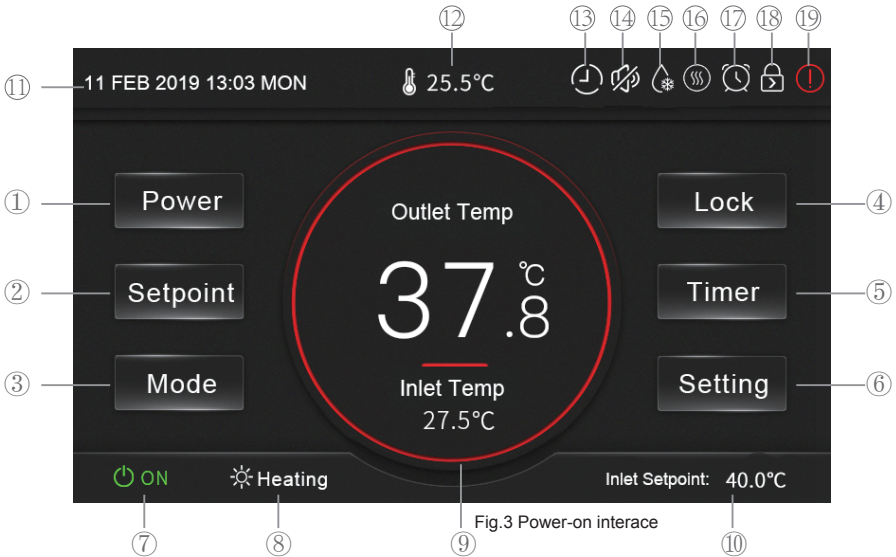 ⑫ ⑬ ⑭ ⑮ ⑯ ⑰ ⑱ ⑲
⑪ 11 FEB 2019 13:03 MON 25.5℃
① Power Outlet Temp Lock ④
② Setpoint 37.8℃ Timer ⑤
③ Mode Inlet Temp Setting ⑥
27.5℃
ON Heating Inlet Setpoint: 40.0℃
Fig.3 Power-on interace
⑦ ⑧ ⑨ ⑩